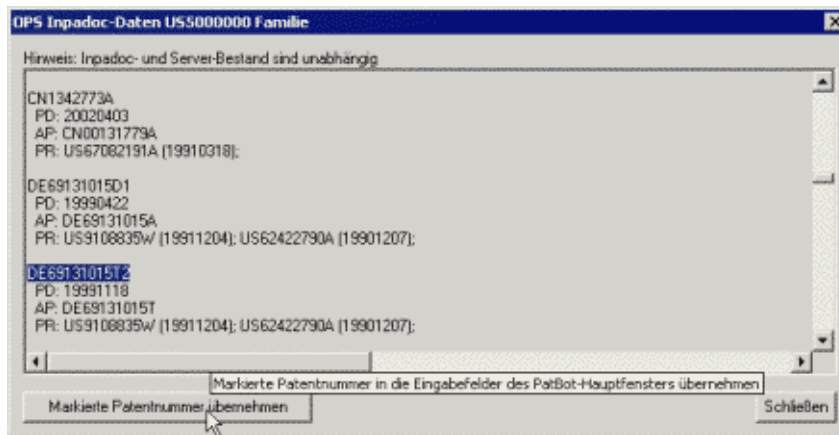 OPS Inpadoc-Daten US5000000 Familie
Hinweis: Inpadoc- und Server-Bestand sind unabhängig
CN1342773A
PD: 20020403
AP: CN00131779A
PR: US67082191A (19910318);
DE69131015D1
PD: 19990422
AP: DE69131015A
PR: US9108835W (19911204); US62422790A (19901207);
DE69131015T2
PD: 19991118
AP: DE69131015T
PR: US9108835W (19911204); US62422790A (19901207);
Markierte Patentnummer in die Eingabefelder des PatBot-Hauptfensters übernehmen
Markierte Patentnummer übernehmen
Schließen